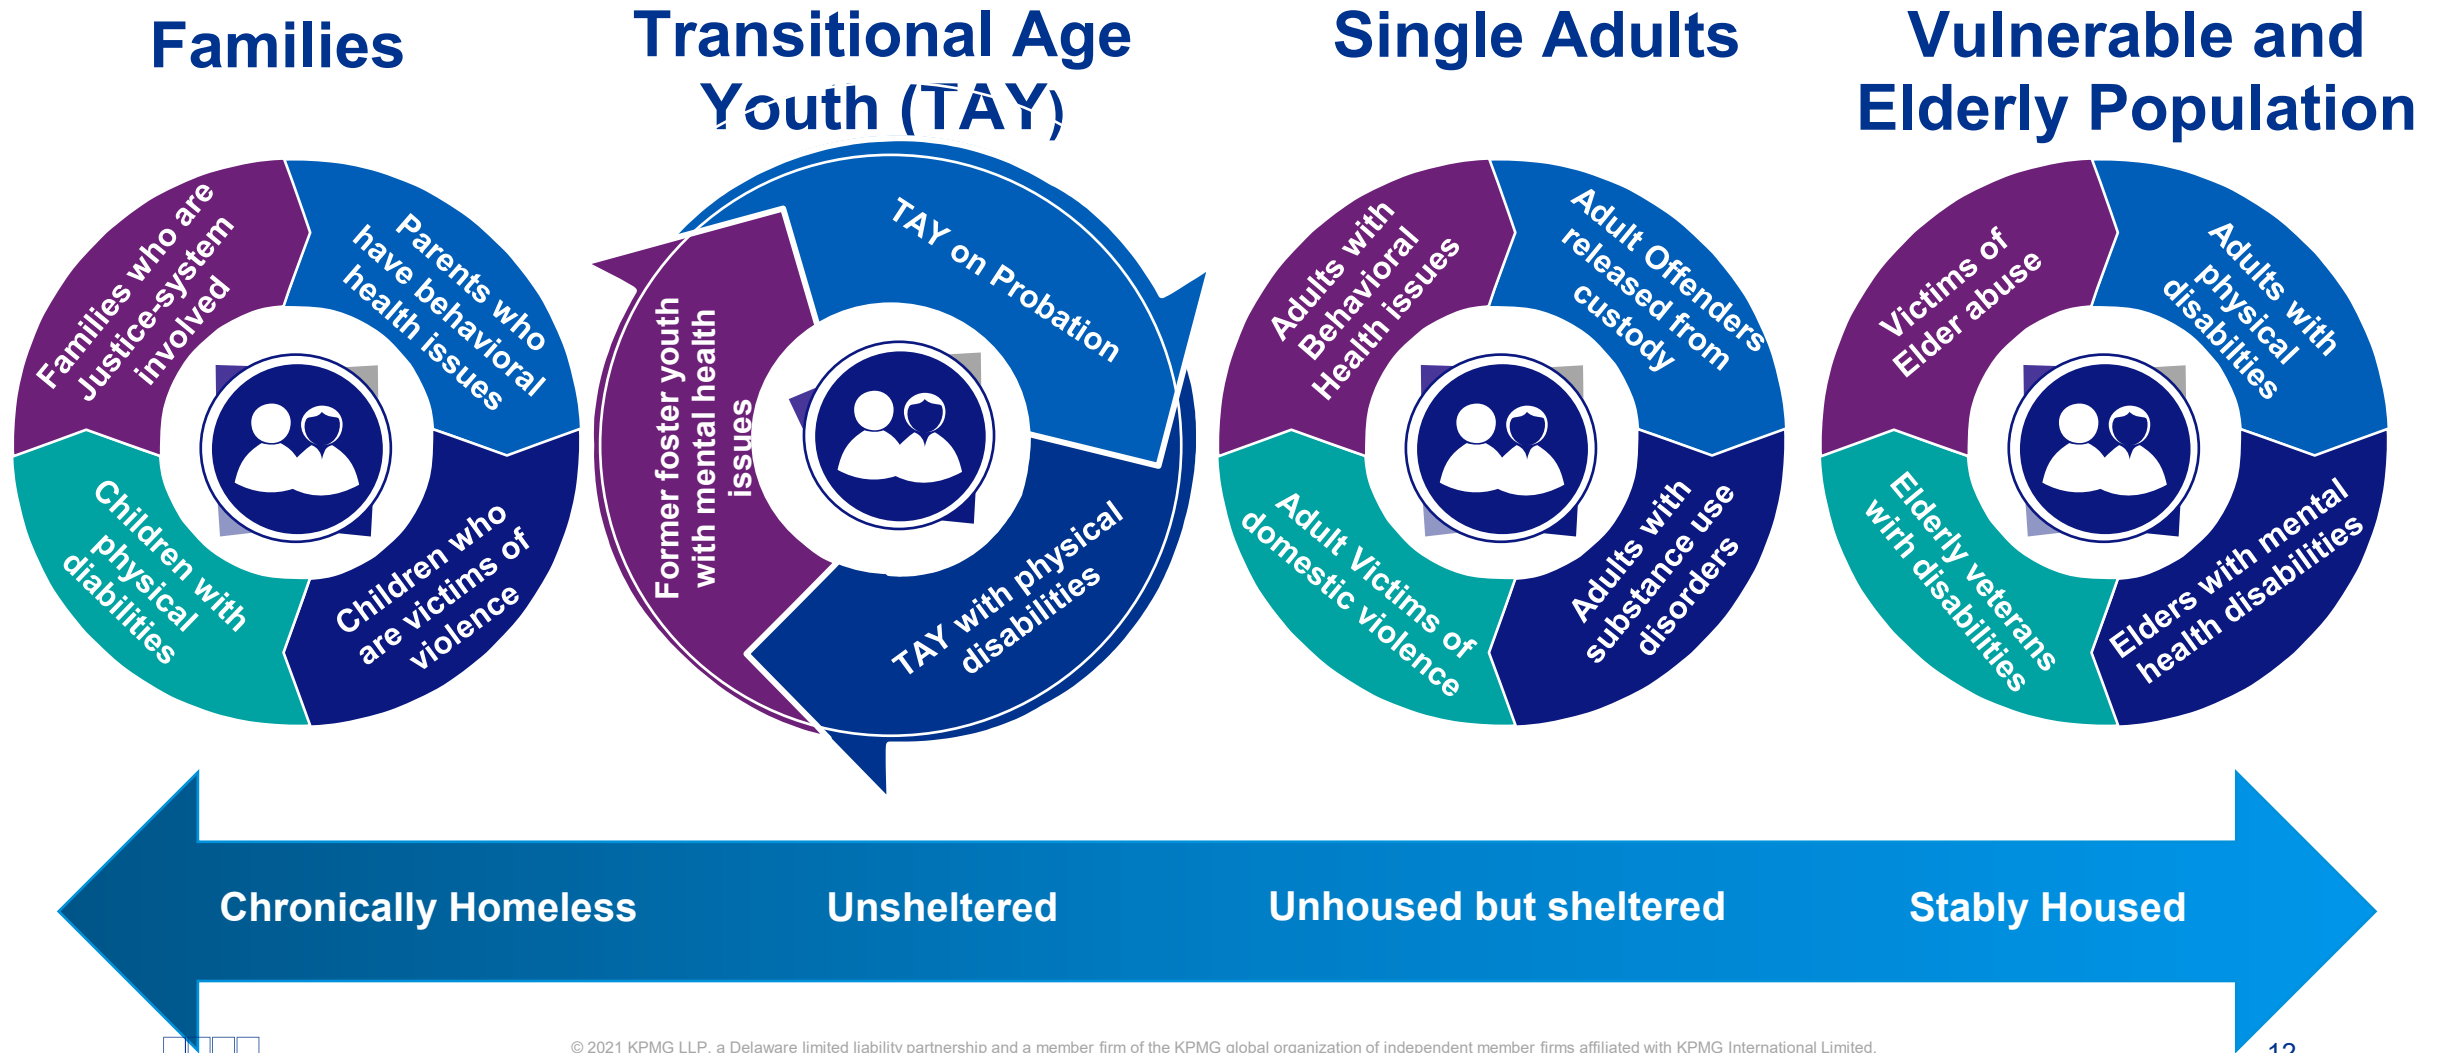 Families
Transitional Age
Youth (TAY)
Single Adults
Vulnerable and
Elderly Population
Families who are
Justice-system
involved
Parents who
have behavioral
health issues
Children with
physical
diabilities
Children who
are victims of
violence
Former foster youth
with mental health
issues
TAY on Probation
TAY with physical
disabilities
Adults with
Behavioral
Health issues
Adult Offenders
released from
custody
Adult Victims of
domestic violence
Adults with
substance use
disorders
Victims of
Elder abuse
Adults with
physical
disabilties
Elderly veterans
wirh disabilities
Elders with mental
health disabilities
Chronically Homeless
Unsheltered
Unhoused but sheltered
Stably Housed
© 2021 KPMG LLP, a Delaware limited liability partnership and a member firm of the KPMG global organization of independent member firms affiliated with KPMG International Limited,
12